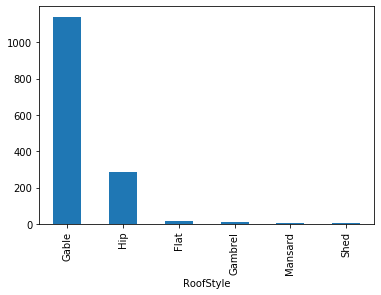 1000
800
600
400
200
0
Gable
Hip
Flat
Gambrel
Mansard
Shed
RoofStyle